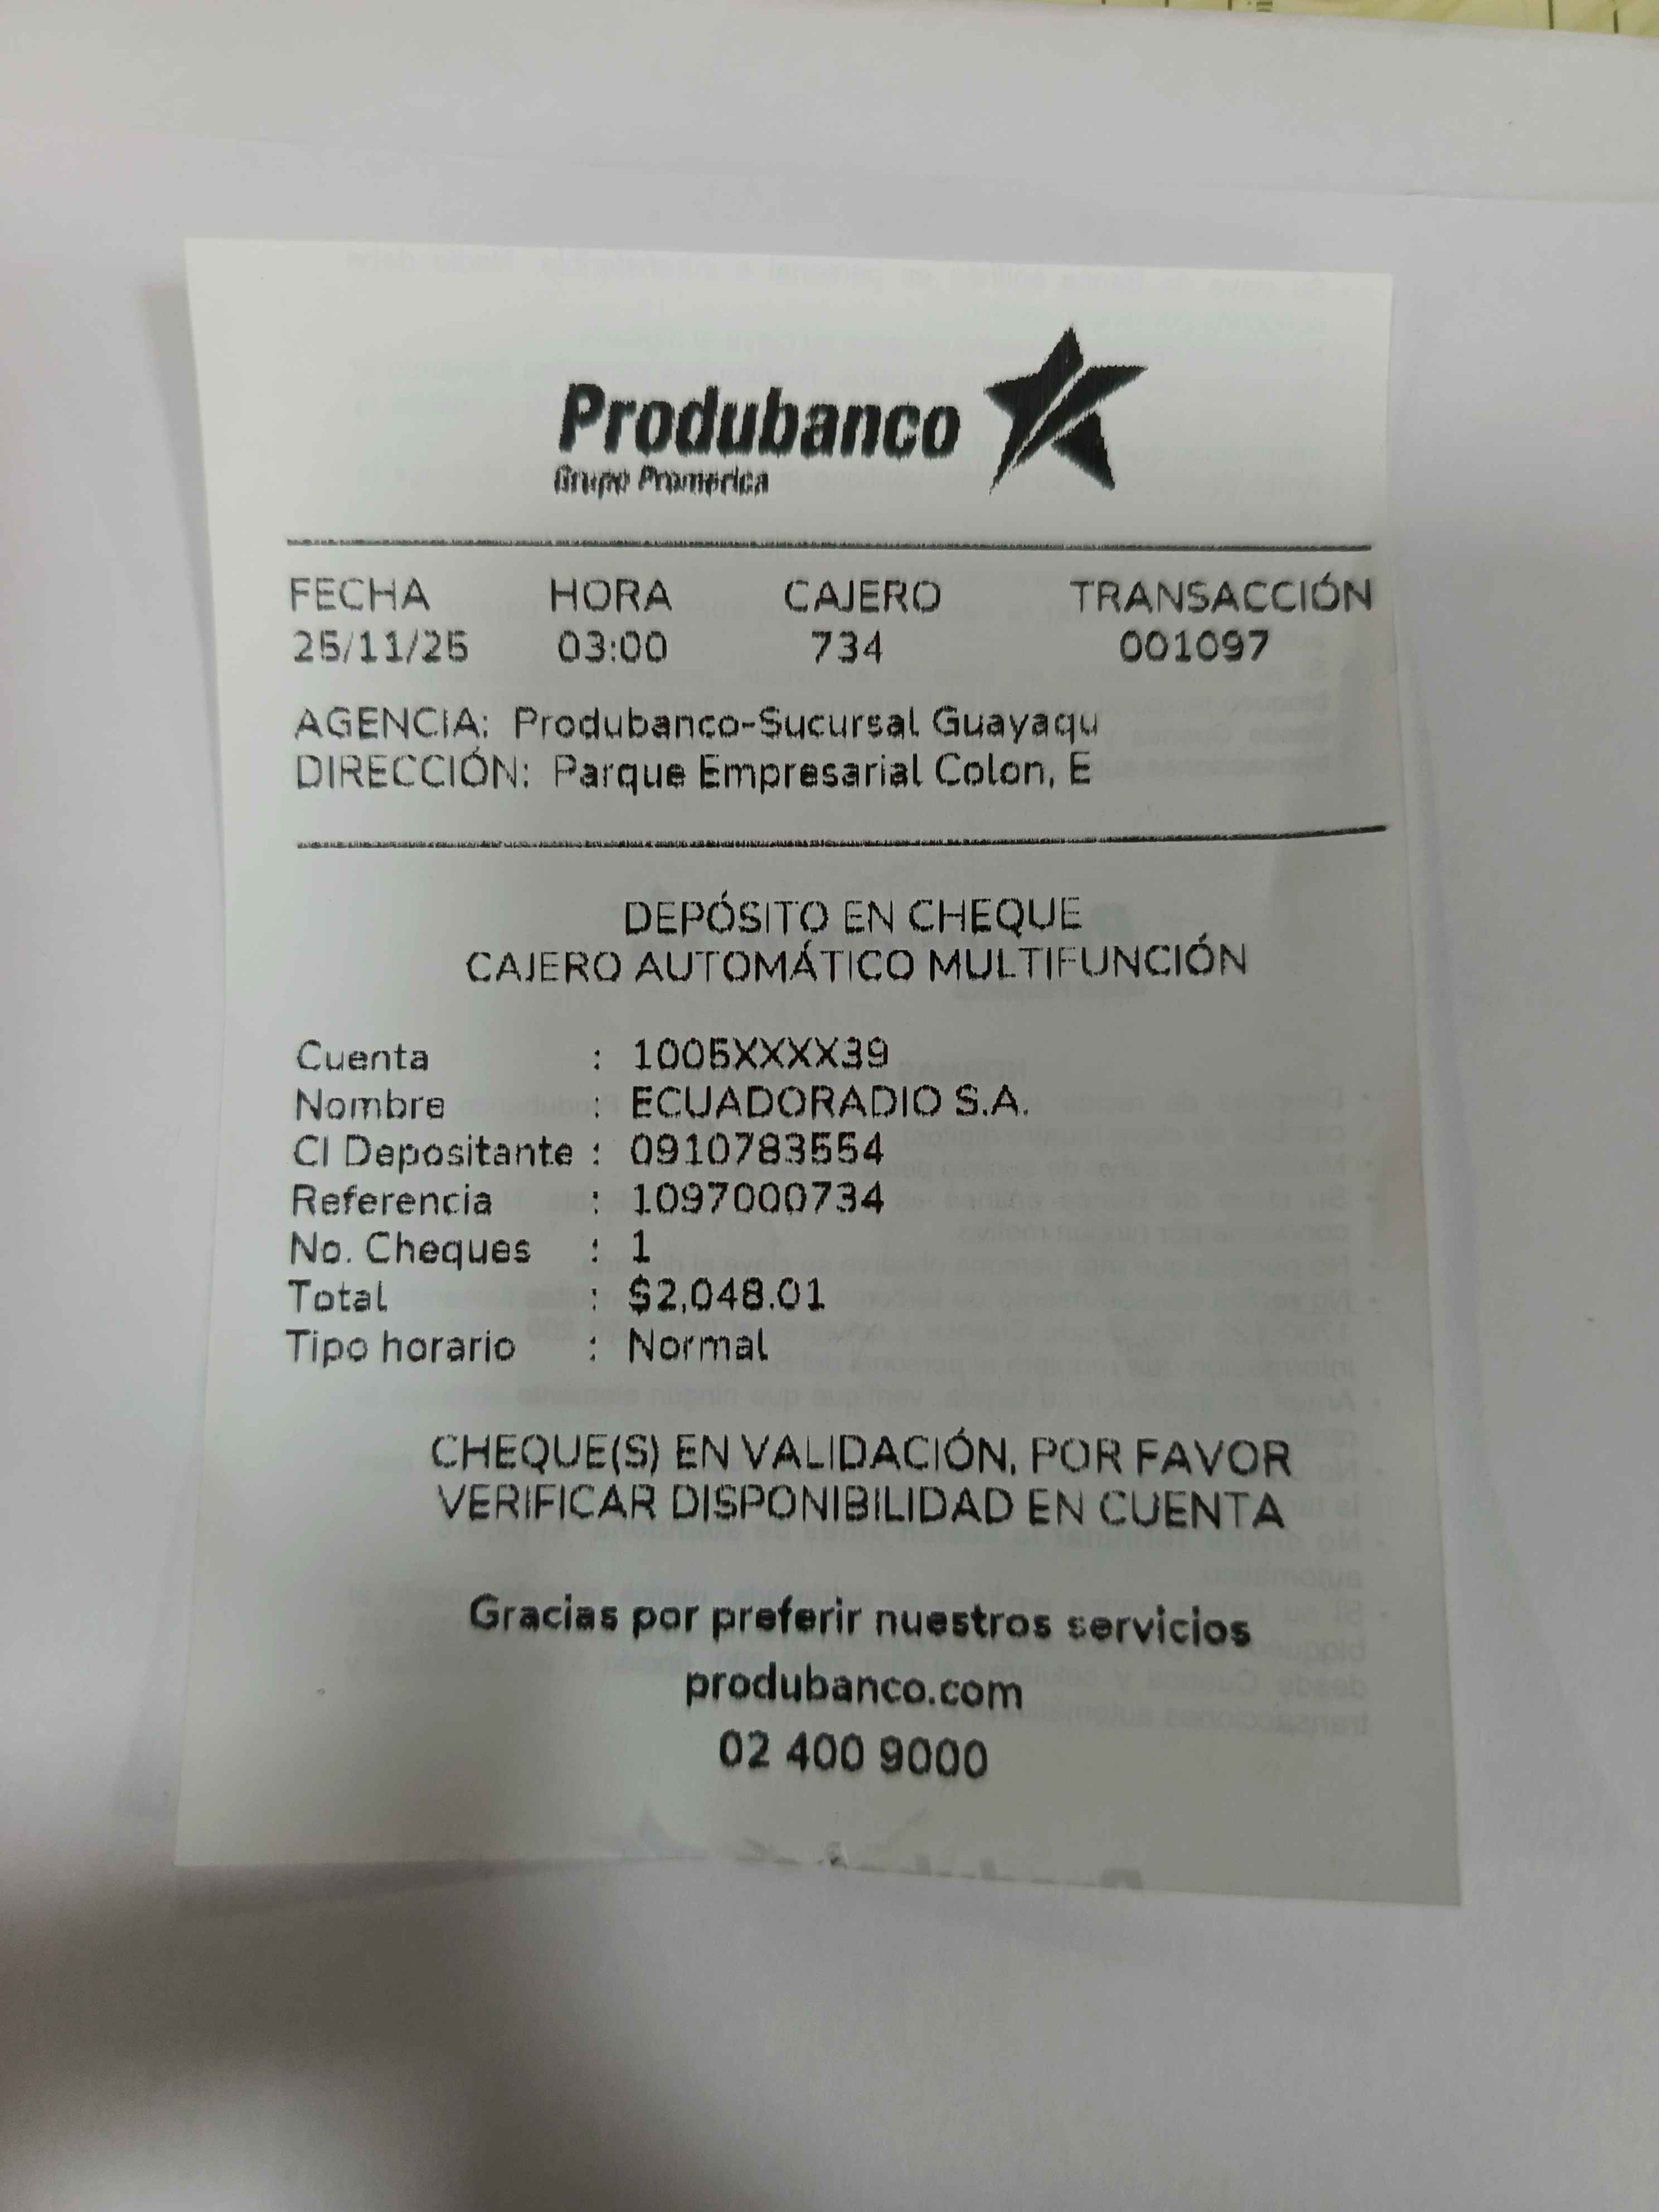 Produbanco
Grupo Promerica
FECHA HORA CAJERO TRANSACCIÓN
25/11/25 03:00 734 001097
AGENCIA: Produbanco-Sucursal Guayaqu
DIRECCIÓN: Parque Empresarial Colon, E
DEPÓSITO EN CHEQUE
CAJERO AUTOMÁTICO MULTIFUNCIÓN
Cuenta : 1005XXXX39
Nombre : ECUADORADIO S.A.
CI Depositante : 0910783554
Referencia : 1097000734
No. Cheques : 1
Total : $2,048.01
Tipo horario : Normal
CHEQUE(S) EN VALIDACIÓN, POR FAVOR
VERIFICAR DISPONIBILIDAD EN CUENTA
Gracias por preferir nuestros servicios
produbanco.com
02 400 9000